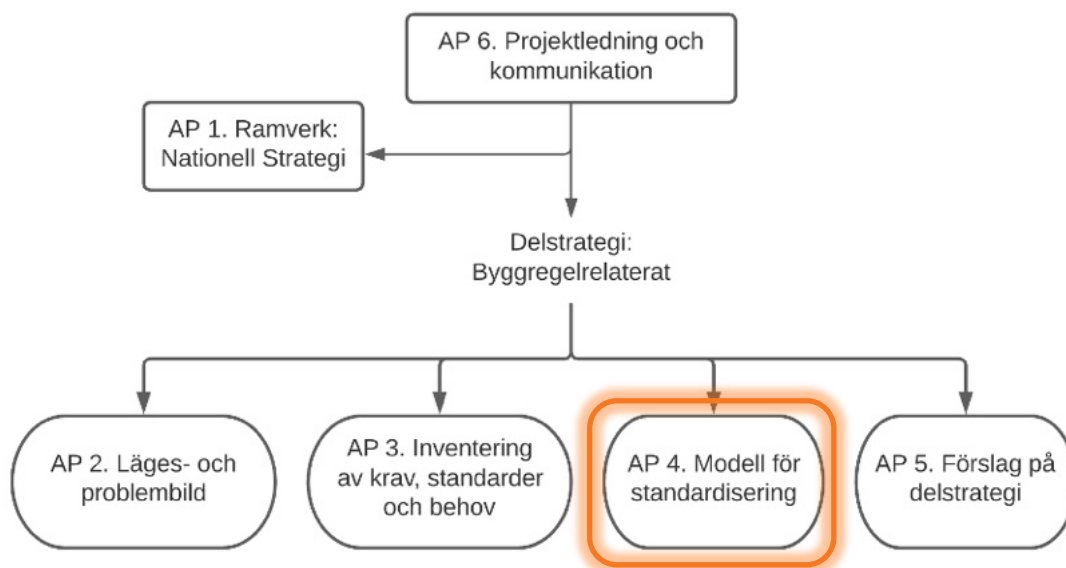 AP 6. Projektledning och
kommunikation
AP 1. Ramverk:
Nationell Strategi
Delstrategi:
Byggregelrelaterat
AP 2. Läges- och
problembild
AP 3. Inventering
av krav, standarder
och behov
AP 4. Modell för
standardisering
AP 5. Förslag på
delstrategi